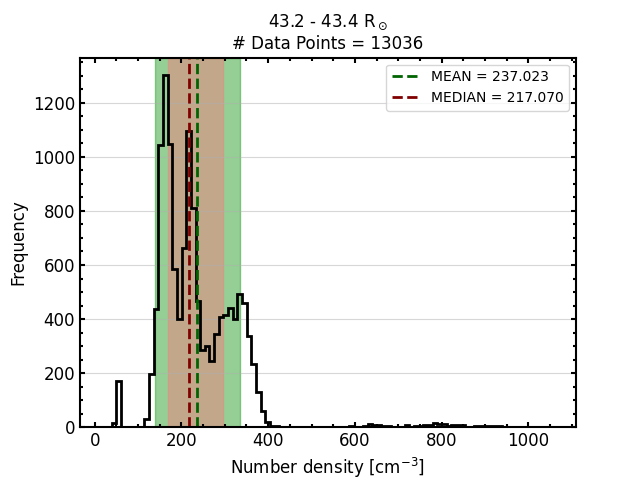 43.2 - 43.4 R⊙
# Data Points = 13036
MEAN = 237.023
MEDIAN = 217.070
1200
1000
800
600
400
200
0
Frequency
0 200 400 600 800 1000
Number density [cm⁻³]